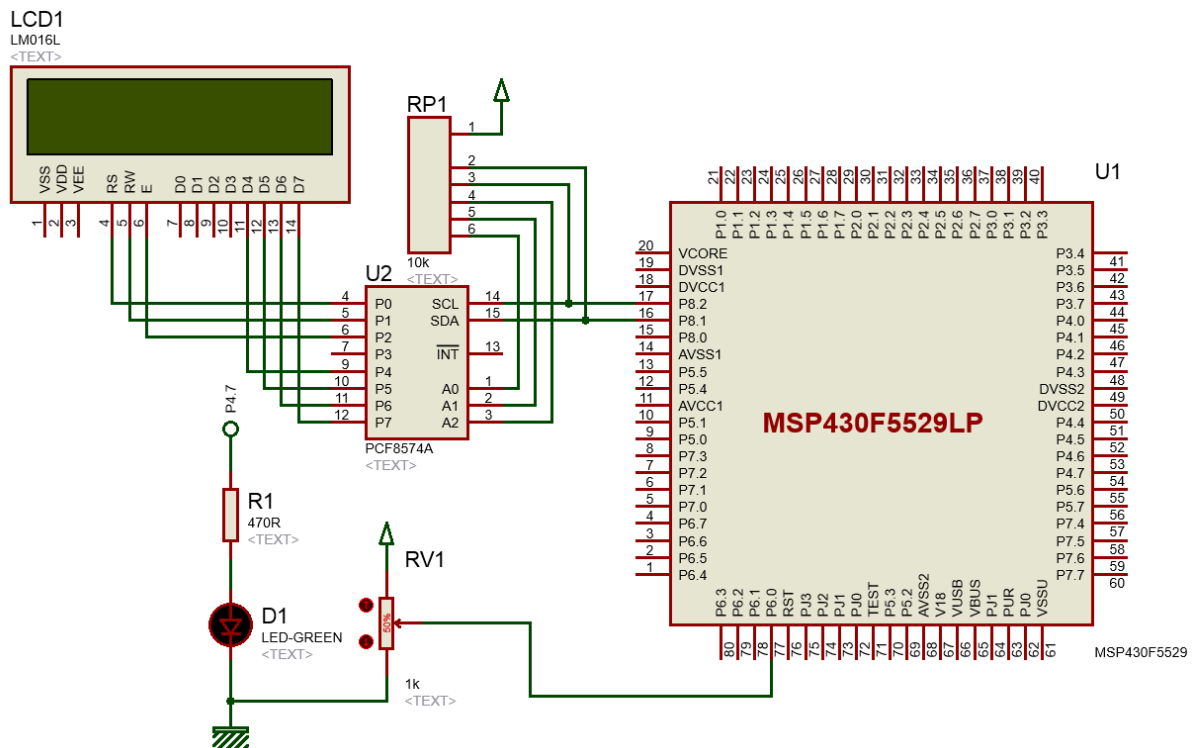 LCD1
LM016L
<TEXT>
VSS VDD VEE RS RW E D0 D1 D2 D3 D4 D5 D6 D7
1 2 3 4 5 6 7 8 9 10 11 12 13 14
RP1
1
2
3
4
5
6
10k
<TEXT>
U2
4 P0 SCL 14
5 P1 SDA 15
6 P2
7 P3 INT 13
9 P4
10 P5 A0 1
11 P6 A1 2
12 P7 A2 3
PCF8574A
<TEXT>
P4.7
R1
470R
<TEXT>
D1
LED-GREEN
<TEXT>
RV1
50%
1k
<TEXT>
U1
21 22 23 24 25 26 27 28 29 30 31 32 33 34 35 36 37 38 39 40
P1.0 P1.1 P1.2 P1.3 P1.4 P1.5 P1.6 P1.7 P2.0 P2.1 P2.2 P2.3 P2.4 P2.5 P2.6 P2.7 P3.0 P3.1 P3.2 P3.3
20 VCORE P3.4 41
19 DVSS1 P3.5 42
18 DVCC1 P3.6 43
17 P8.2 P3.7 44
16 P8.1 P4.0 45
15 P8.0 P4.1 46
14 AVSS1 P4.2 47
13 P5.5 P4.3 48
12 P5.4 DVSS2 49
11 AVCC1 DVCC2 50
10 P5.1 P4.4 51
9 P5.0 P4.5 52
8 P7.3 P4.6 53
7 P7.2 P4.7 54
6 P7.1 P5.6 55
5 P7.0 P5.7 56
4 P6.7 P7.4 57
3 P6.6 P7.5 58
2 P6.5 P7.6 59
1 P6.4 P7.7 60
MSP430F5529LP
P6.3 P6.2 P6.1 P6.0 RST PJ3 PJ2 PJ1 PJ0 TEST P5.3 P5.2 AVSS2 V18 VUSB VBUS PJ1 PUR PJ0 VSSU
80 79 78 77 76 75 74 73 72 71 70 69 68 67 66 65 64 63 62 61
MSP430F5529